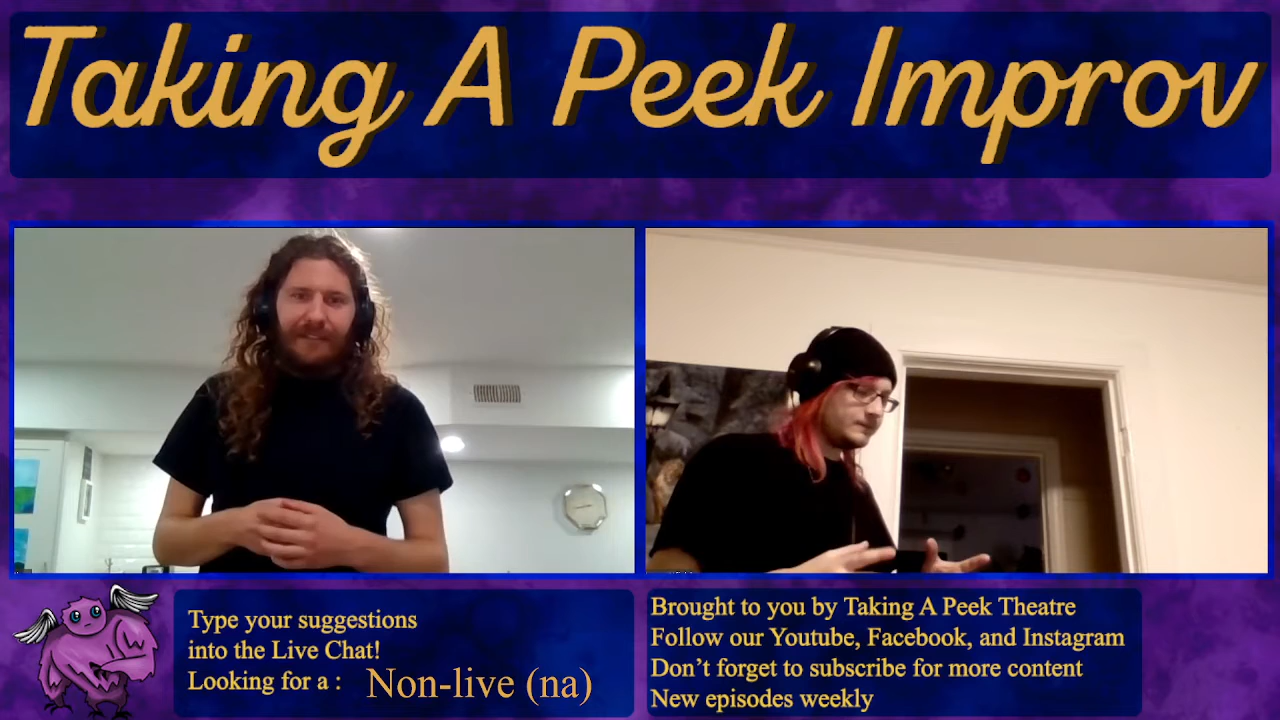 Taking A Peek Improv
Type your suggestions
into the Live Chat!
Looking for a : Non-live (na)
Brought to you by Taking A Peek Theatre
Follow our Youtube, Facebook, and Instagram
Don’t forget to subscribe for more content
New episodes weekly